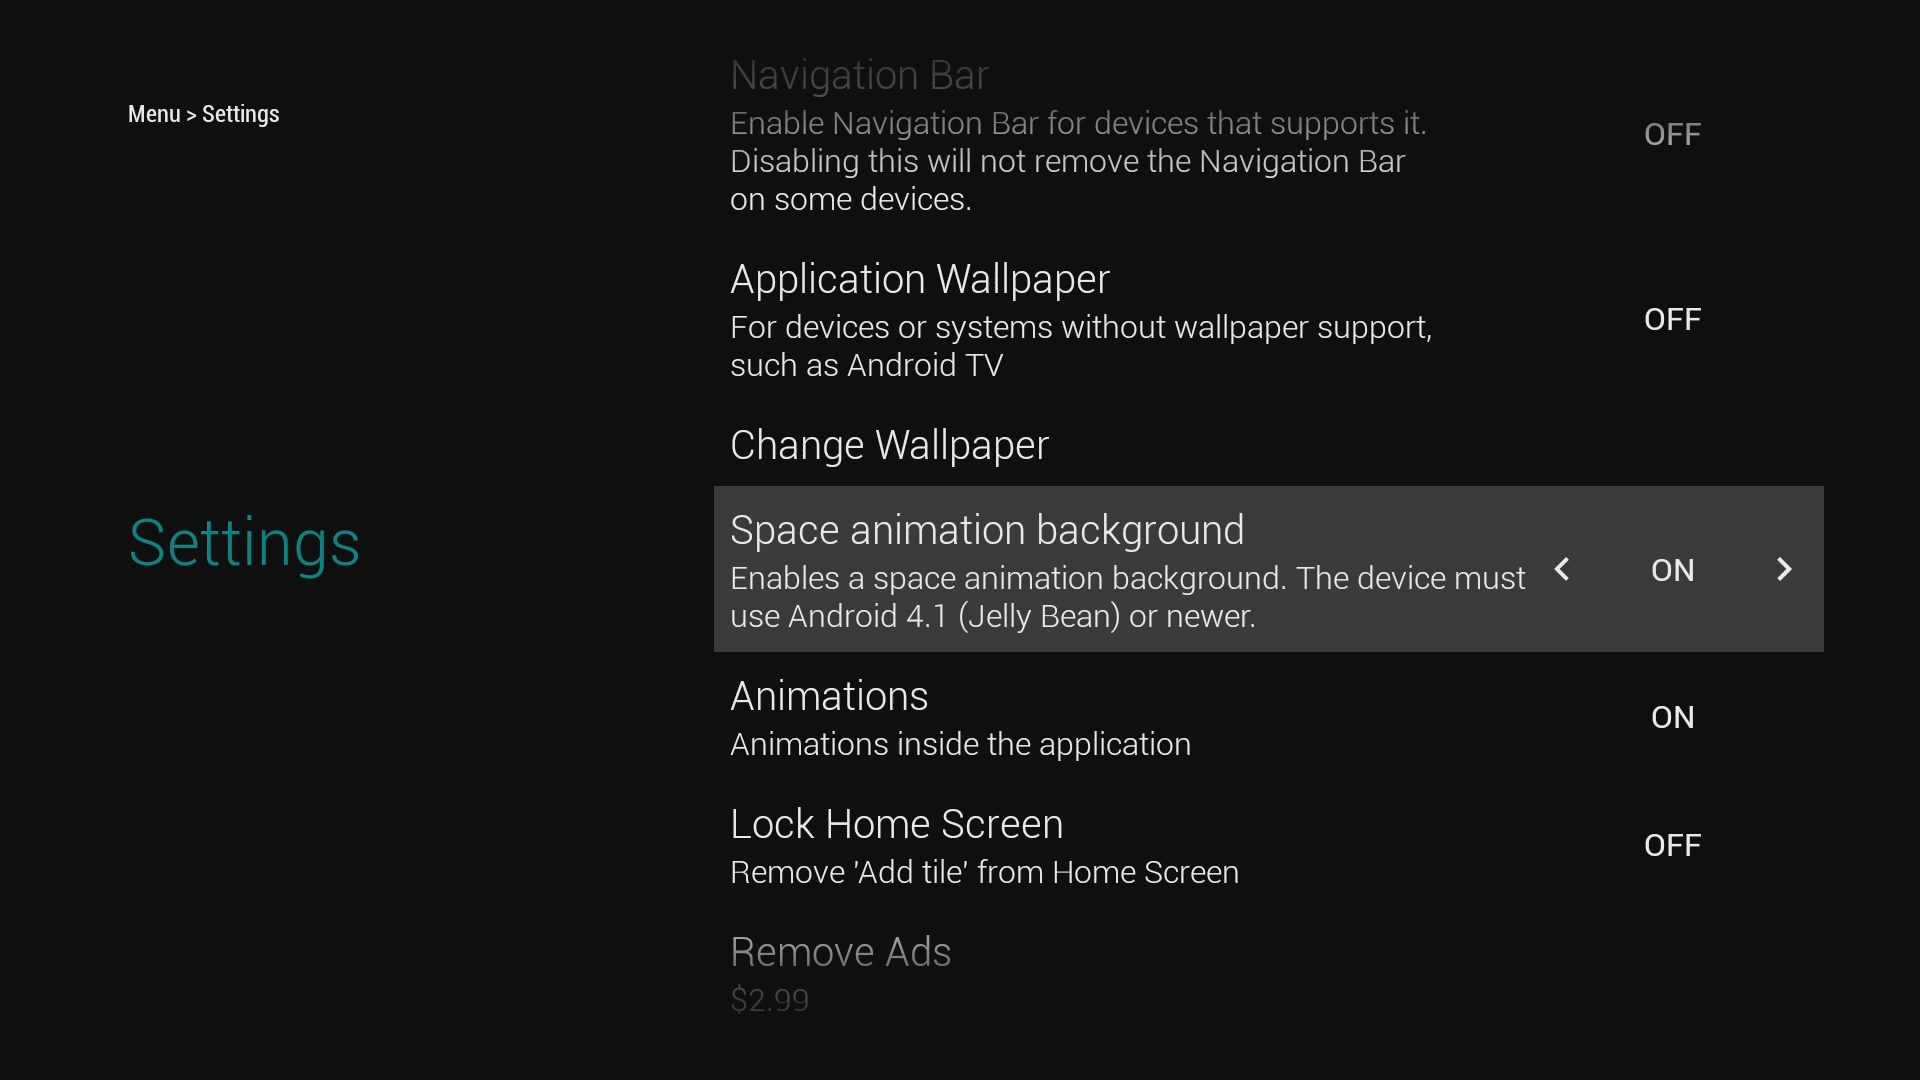 Menu > Settings
Settings
Navigation Bar
Enable Navigation Bar for devices that supports it.
Disabling this will not remove the Navigation Bar
on some devices.
OFF
Application Wallpaper
For devices or systems without wallpaper support,
such as Android TV
OFF
Change Wallpaper
Space animation background
Enables a space animation background. The device must
use Android 4.1 (Jelly Bean) or newer.
< ON >
Animations
Animations inside the application
ON
Lock Home Screen
Remove 'Add tile' from Home Screen
OFF
Remove Ads
$2.99